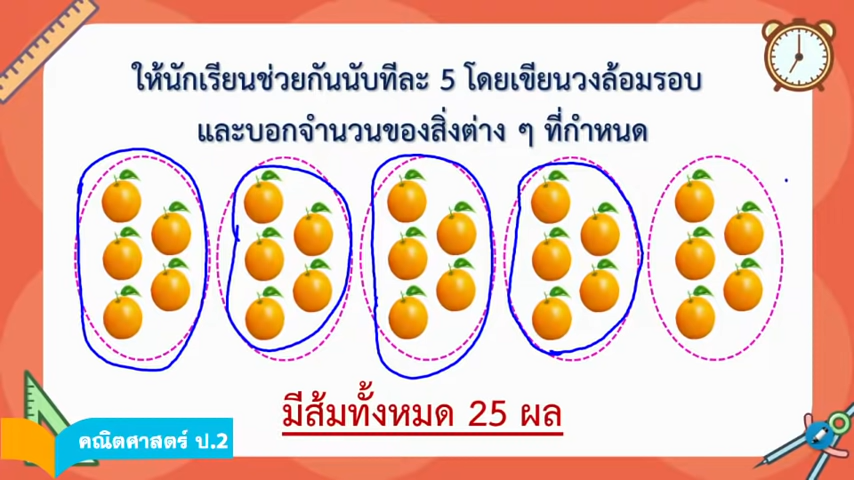 ให้นักเรียนช่วยกันนับทีละ 5 โดยเขียนวงล้อมรอบ
และบอกจำนวนของสิ่งต่าง ๆ ที่กำหนด
มีส้มทั้งหมด 25 ผล
คณิตศาสตร์ ป.2